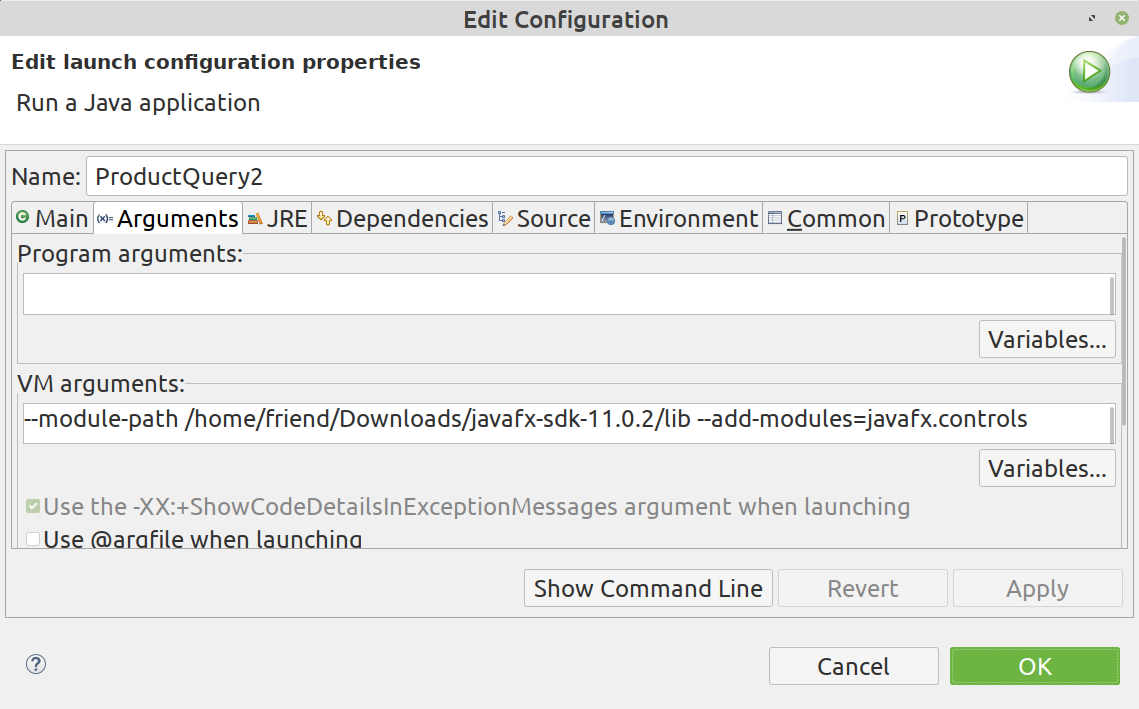 Edit Configuration
Edit launch configuration properties
Run a Java application
Name: ProductQuery2
Main (x)= Arguments JRE Dependencies Source Environment Common Prototype
Program arguments:
Variables...
VM arguments:
--module-path /home/friend/Downloads/javafx-sdk-11.0.2/lib --add-modules=javafx.controls
Variables...
Use the -XX:+ShowCodeDetailsInExceptionMessages argument when launching
Use @argfile when launching
Show Command Line Revert Apply
? Cancel OK